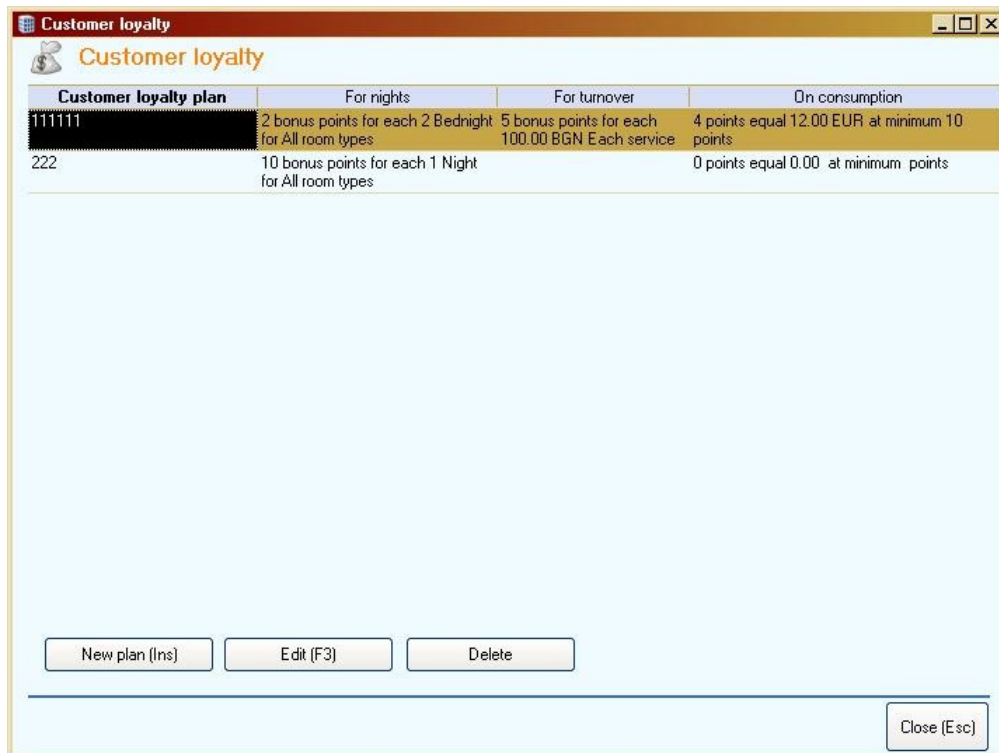 Customer loyalty
Customer loyalty
Customer loyalty plan For nights For turnover On consumption
111111 2 bonus points for each 2 Bednight 5 bonus points for each 4 points equal 12.00 EUR at minimum 10
for All room types 100.00 BGN Each service points
222 10 bonus points for each 1 Night 0 points equal 0.00 at minimum points
for All room types
New plan (Ins) Edit (F3) Delete
Close (Esc)